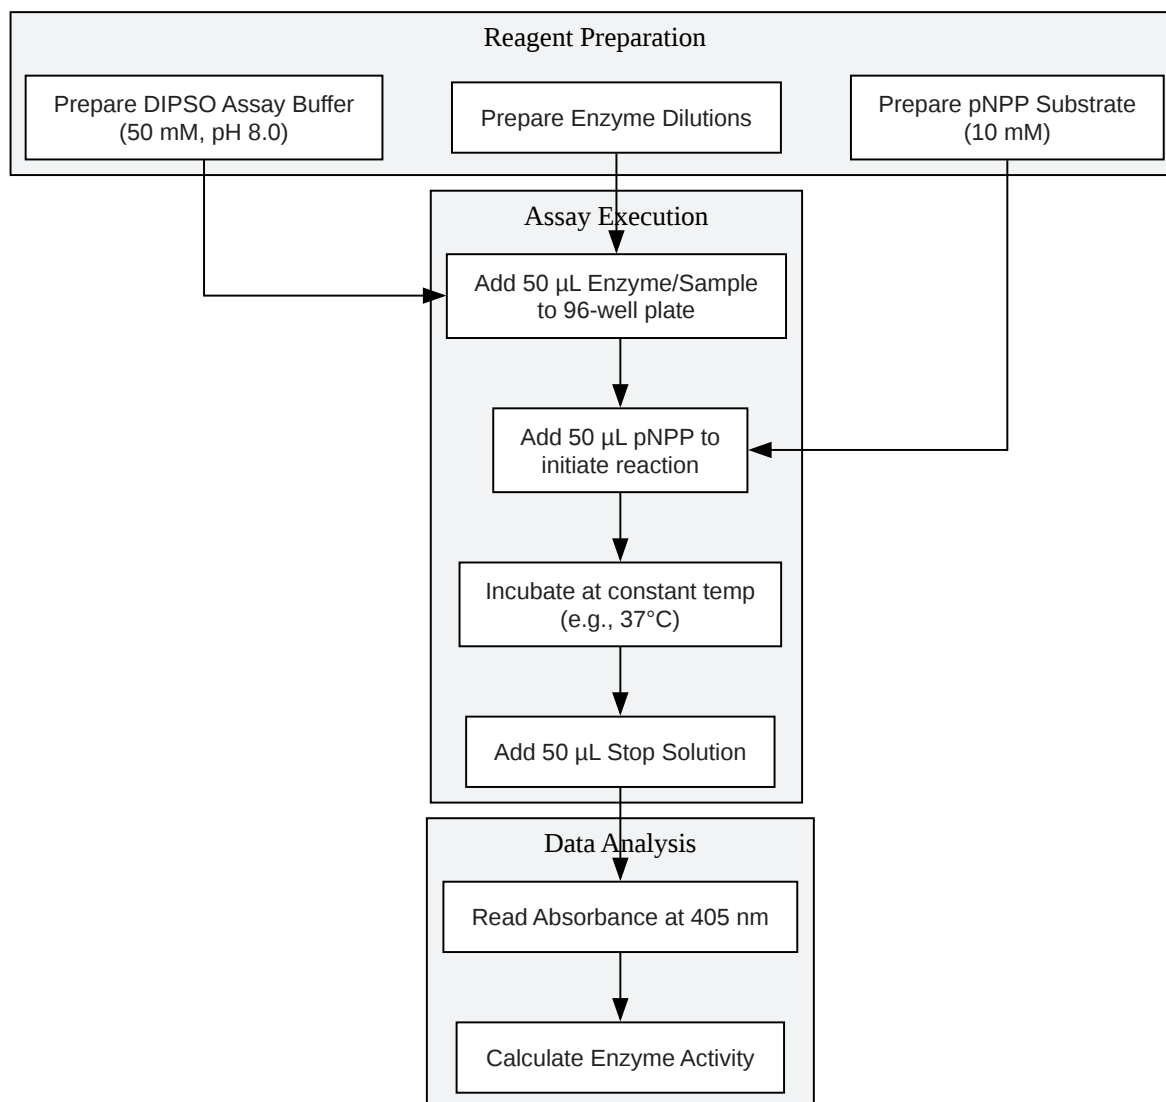 Reagent Preparation
Prepare DIPSO Assay Buffer
(50 mM, pH 8.0)
Prepare Enzyme Dilutions
Prepare pNPP Substrate
(10 mM)
Assay Execution
Add 50 µL Enzyme/Sample
to 96-well plate
Add 50 µL pNPP to
initiate reaction
Incubate at constant temp
(e.g., 37°C)
Add 50 µL Stop Solution
Data Analysis
Read Absorbance at 405 nm
Calculate Enzyme Activity